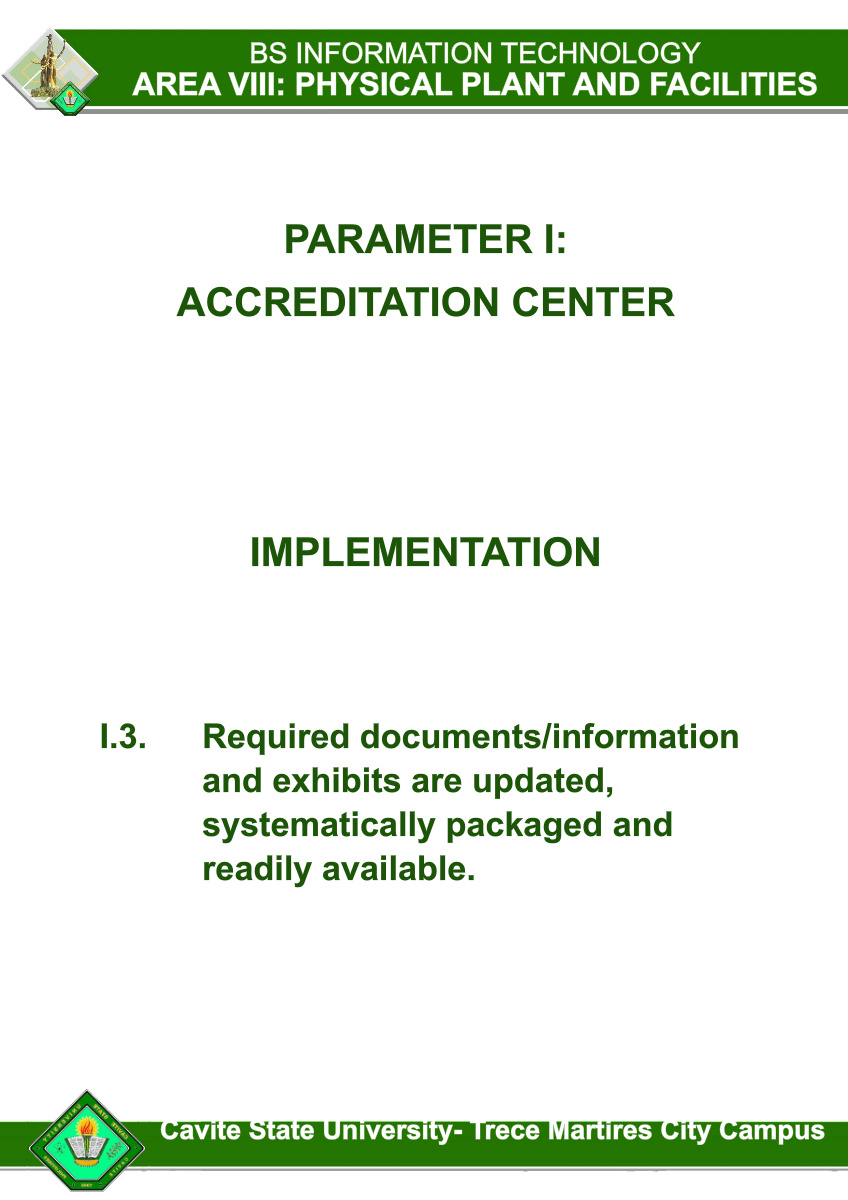 BS INFORMATION TECHNOLOGY
AREA VIII: PHYSICAL PLANT AND FACILITIES
PARAMETER I:
ACCREDITATION CENTER
IMPLEMENTATION
I.3. Required documents/information
and exhibits are updated,
systematically packaged and
readily available.
Cavite State University- Trece Martires City Campus